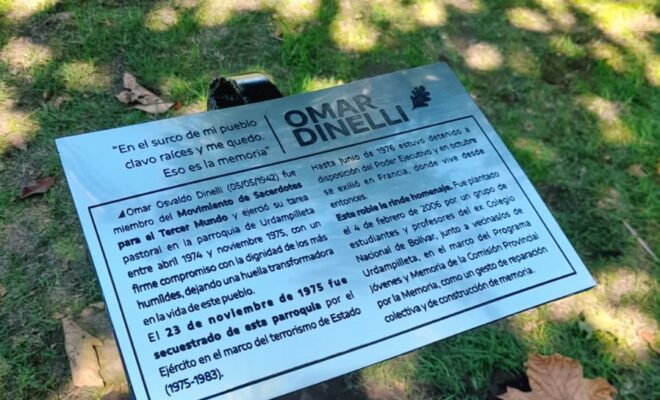 "En el surco de mi pueblo
clavo raíces y me quedo.
Eso es la memoria"
OMAR
DINELLI
Omar Osvaldo Dinelli (05/05/1942) fue
miembro del Movimiento de Sacerdotes
para el Tercer Mundo y ejerció su tarea
pastoral en la parroquia de Urdampilleta
entre abril 1974 y noviembre 1975, con un
firme compromiso con la dignidad de los más
humildes, dejando una huella transformadora
en la vida de este pueblo.
El 23 de noviembre de 1975 fue
secuestrado de esta parroquia por el
Ejército en el marco del terrorismo de Estado
(1975-1983).
Hasta junio de 1976 estuvo detenido a
disposición del Poder Ejecutivo y en octubre
se exilió en Francia, donde vive desde
entonces.
Este roble le rinde homenaje. Fue plantado
el 4 de febrero de 2006 por un grupo de
estudiantes y profesores del ex Colegio
Nacional de Bolívar, junto a vecinas/os de
Urdampilleta, en el marco del Programa
Jóvenes y Memoria de la Comisión Provincial
por la Memoria, como un gesto de reparación
colectiva y de construcción de memoria.